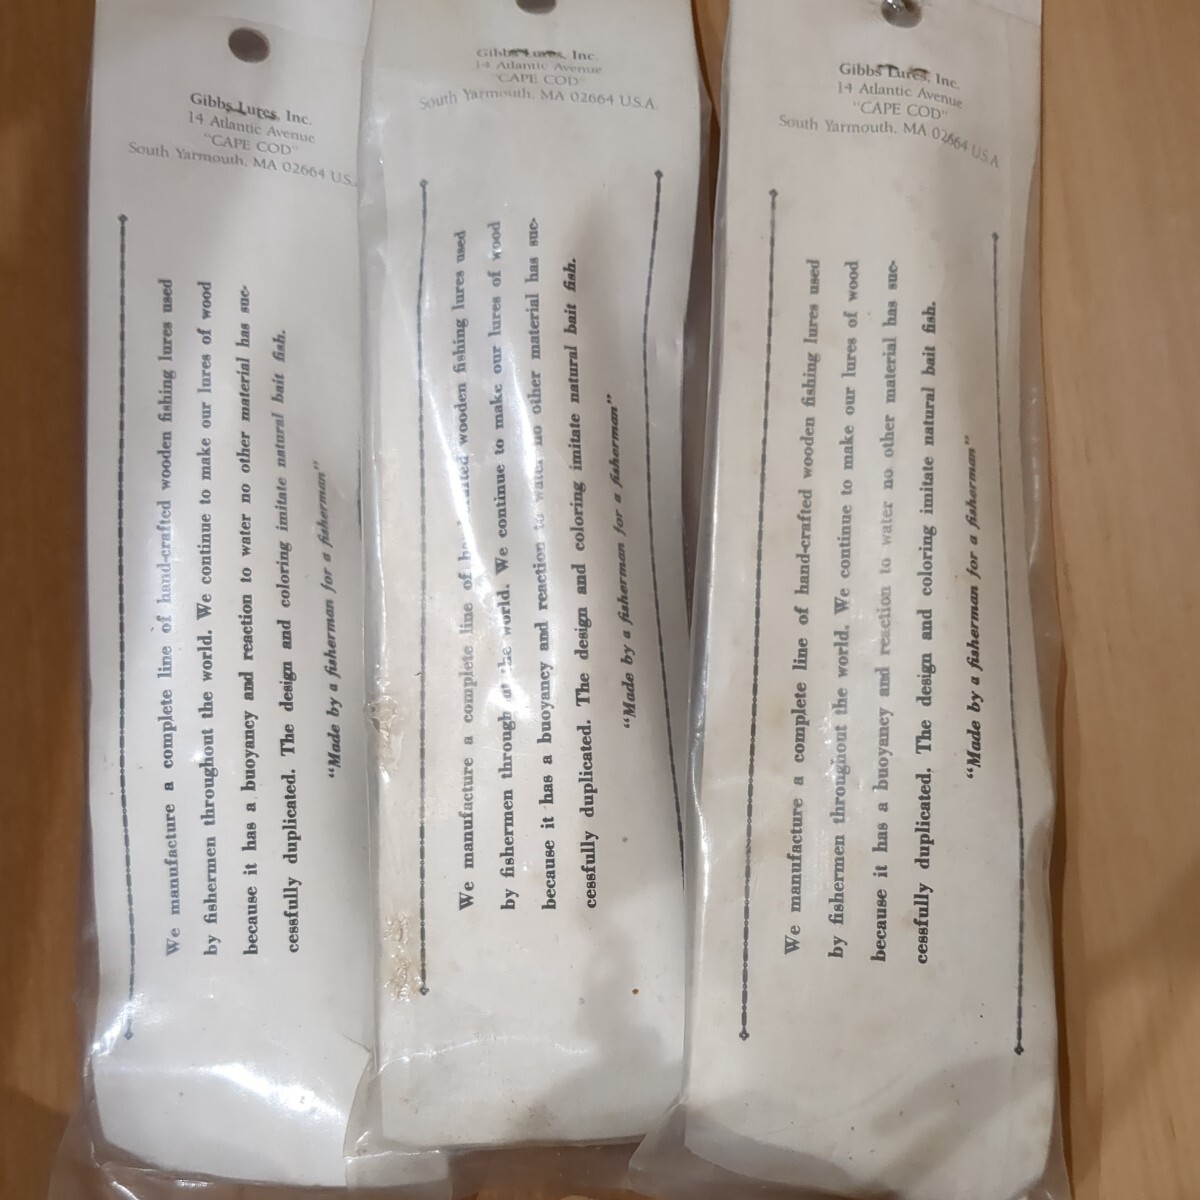 Gibbs Lures, Inc.
14 Atlantic Avenue
"CAPE COD"
South Yarmouth, MA 02664 U.S.
We manufacture a complete line of hand-crafted wooden fishing lures used
by fishermen throughout the world. We continue to make our lures of wood
because it has a buoyancy and reaction to water no other material has suc-
cessfully duplicated. The design and coloring imitate natural bait fish.
"Made by a fisherman for a fisherman"
Gibbs Lures, Inc.
14 Atlantic Avenue
"CAPE COD"
South Yarmouth, MA 02664 U.S.A.
We manufacture a complete line of wooden fishing lures used
by fishermen the world. We continue to make our lures of wood
because it has a buoyancy and reaction to water no other material has suc-
cessfully duplicated. The design and coloring imitate natural bait fish.
"Made by a fisherman for a fisherman"
Gibbs Lures, Inc.
14 Atlantic Avenue
"CAPE COD"
South Yarmouth, MA 02664 U.S.A
We manufacture a complete line of hand-crafted wooden fishing lures used
by fishermen throughout the world. We continue to make our lures of wood
because it has a buoyancy and reaction to water no other material has suc-
cessfully duplicated. The design and coloring imitate natural bait fish.
"Made by a fisherman for a fisherman"